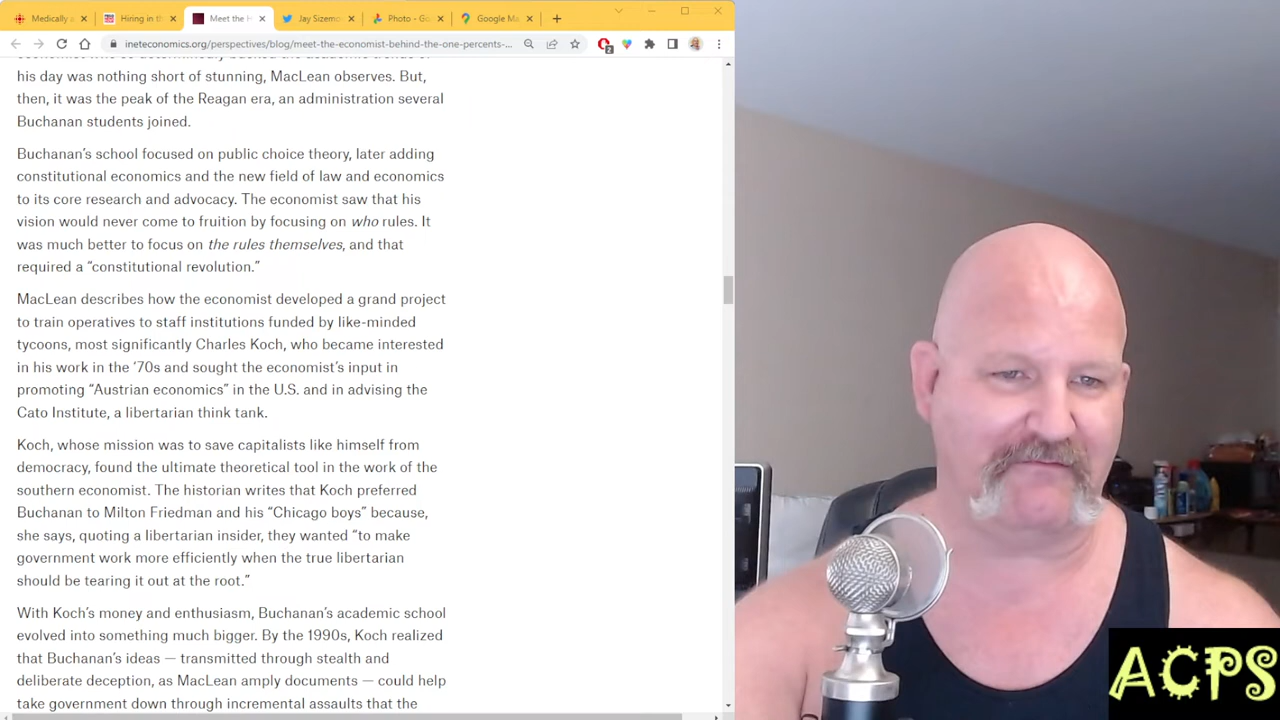 Medically a
Hiring in th
Meet the H
Jay Sizemo
Photo - Go
Google Ma
ineteconomics.org/perspectives/blog/meet-the-economist-behind-the-one-percents-...
2
his day was nothing short of stunning, MacLean observes. But,
then, it was the peak of the Reagan era, an administration several
Buchanan students joined.
Buchanan’s school focused on public choice theory, later adding
constitutional economics and the new field of law and economics
to its core research and advocacy. The economist saw that his
vision would never come to fruition by focusing on who rules. It
was much better to focus on the rules themselves, and that
required a “constitutional revolution.”
MacLean describes how the economist developed a grand project
to train operatives to staff institutions funded by like-minded
tycoons, most significantly Charles Koch, who became interested
in his work in the ‘70s and sought the economist’s input in
promoting “Austrian economics” in the U.S. and in advising the
Cato Institute, a libertarian think tank.
Koch, whose mission was to save capitalists like himself from
democracy, found the ultimate theoretical tool in the work of the
southern economist. The historian writes that Koch preferred
Buchanan to Milton Friedman and his “Chicago boys” because,
she says, quoting a libertarian insider, they wanted “to make
government work more efficiently when the true libertarian
should be tearing it out at the root.”
With Koch’s money and enthusiasm, Buchanan’s academic school
evolved into something much bigger. By the 1990s, Koch realized
that Buchanan’s ideas — transmitted through stealth and
deliberate deception, as MacLean amply documents — could help
take government down through incremental assaults that the
ACPS